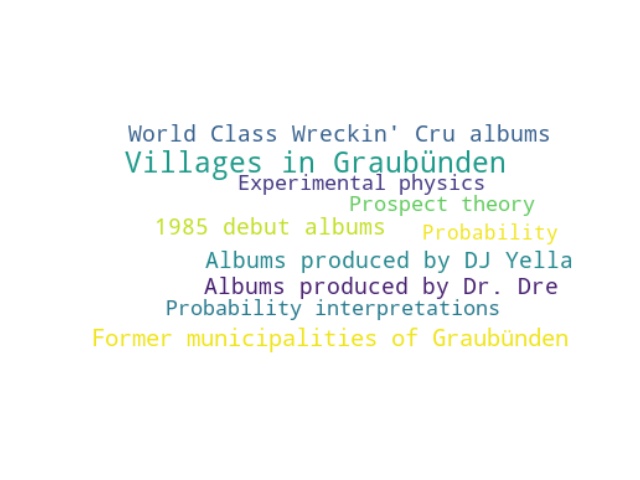 World Class Wreckin' Cru albums
Villages in Graubünden
Experimental physics
Prospect theory
1985 debut albums
Probability
Albums produced by DJ Yella
Albums produced by Dr. Dre
Probability interpretations
Former municipalities of Graubünden